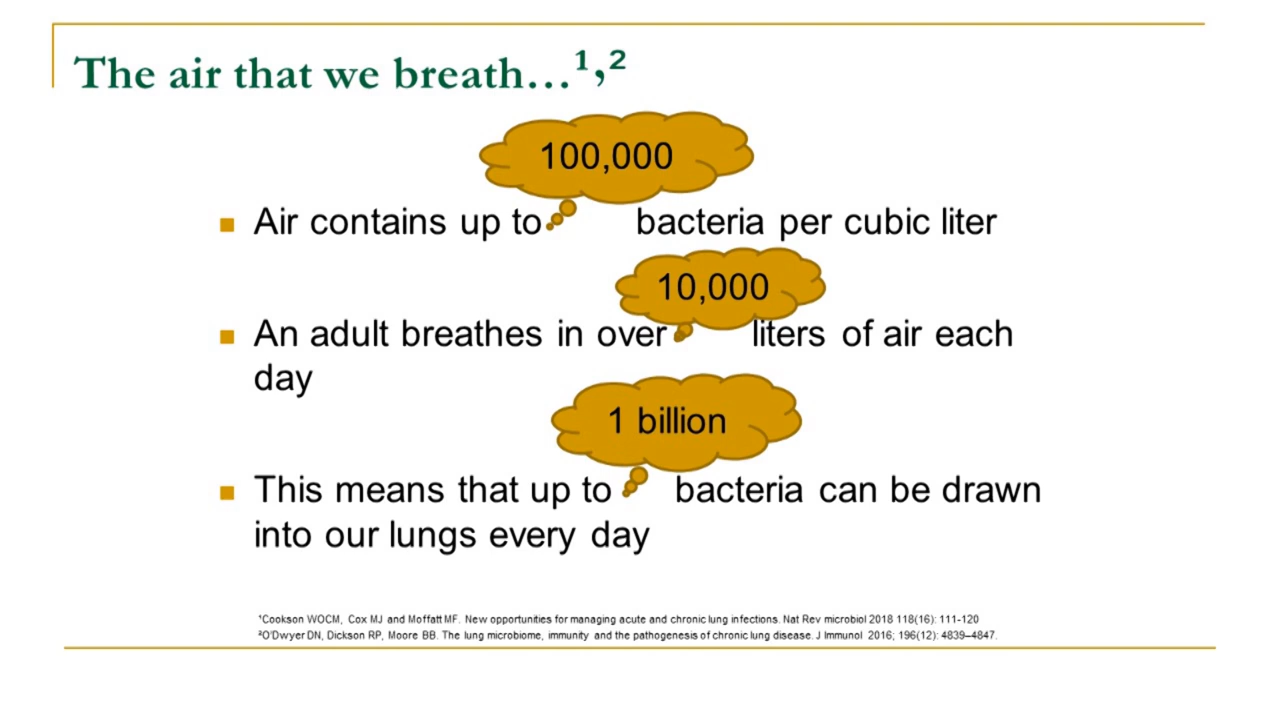 The air that we breath…¹,²
100,000
Air contains up to bacteria per cubic liter
10,000
An adult breathes in over liters of air each
day
1 billion
This means that up to bacteria can be drawn
into our lungs every day
¹Cookson WOCM, Cox MJ and Moffatt MF. New opportunities for managing acute and chronic lung infections. Nat Rev microbiol 2018 118(16): 111-120
²O'Dwyer DN, Dickson RP, Moore BB. The lung microbiome, immunity and the pathogenesis of chronic lung disease. J Immunol 2016; 196(12): 4839–4847.